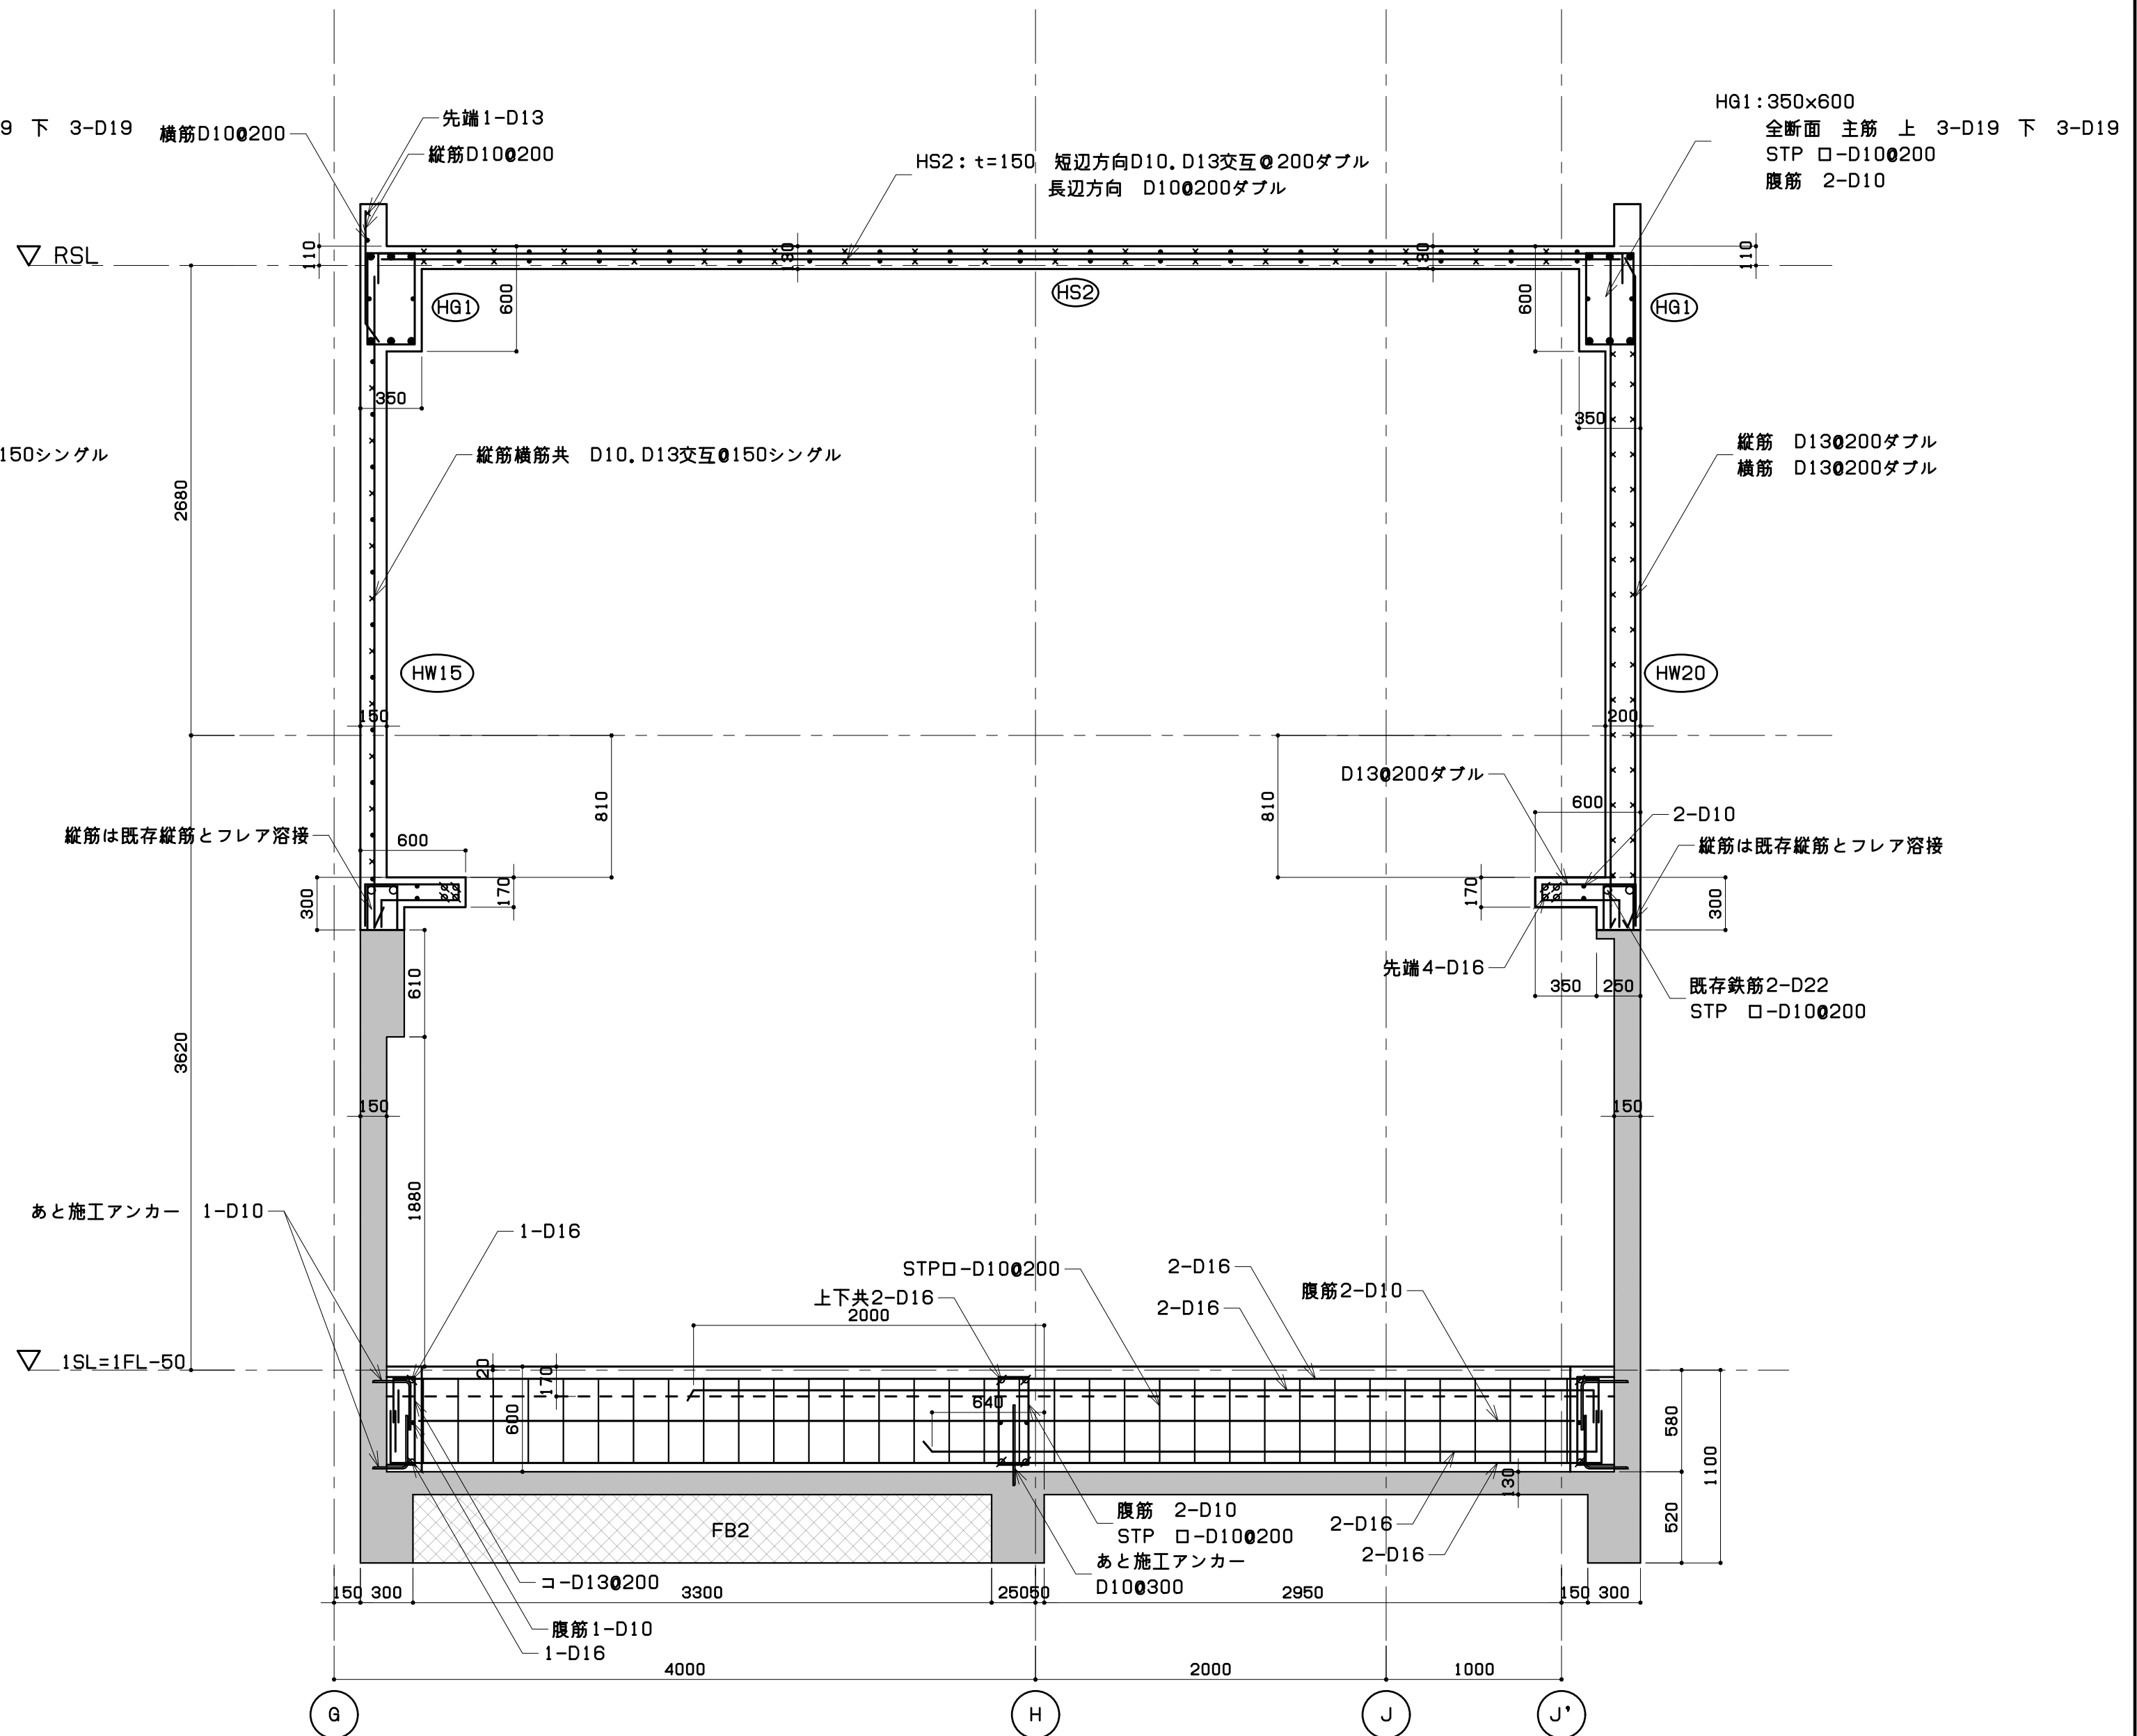 9　下　3-D19
横筋D10@200
先端1-D13
縦筋D10@200
HS2：t=150　短辺方向D10．D13交互@200ダブル
長辺方向　D10@200ダブル
HG1：350×600
全断面　主筋　上　3-D19　下　3-D19
STP　ロ-D10@200
腹筋　2-D10
RSL
110
130
130
110
HG1
600
HS2
600
HG1
350
350
150シングル
縦筋横筋共　D10．D13交互@150シングル
縦筋　D13@200ダブル
横筋　D13@200ダブル
2680
HW15
HW20
150
200
810
810
D13@200ダブル
600
2-D10
縦筋は既存縦筋とフレア溶接
600
縦筋は既存縦筋とフレア溶接
300
170
170
300
610
先端4-D16
350
250
既存鉄筋2-D22
STP　ロ-D10@200
3620
150
150
1880
あと施工アンカー　1-D10
1-D16
STPロ-D10@200
2-D16
上下共2-D16
2-D16
腹筋2-D10
2000
1SL=1FL-50
20
170
600
640
580
1100
130
520
FB2
腹筋　2-D10
STP　ロ-D10@200
あと施工アンカー
D10@300
2-D16
2-D16
コ-D13@200
腹筋1-D10
1-D16
150
300
3300
250
50
2950
150
300
4000
2000
1000
G
H
J
J'